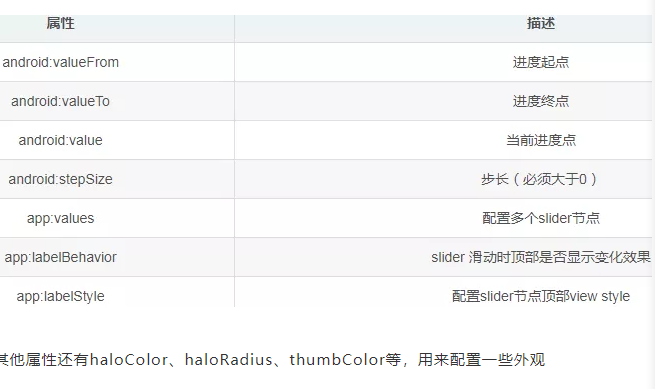 属性 描述
android:valueFrom 进度起点
android:valueTo 进度终点
android:value 当前进度点
android:stepSize 步长（必须大于0）
app:values 配置多个slider节点
app:labelBehavior slider 滑动时顶部是否显示变化效果
app:labelStyle 配置slider节点顶部view style
其他属性还有haloColor、haloRadius、thumbColor等，用来配置一些外观